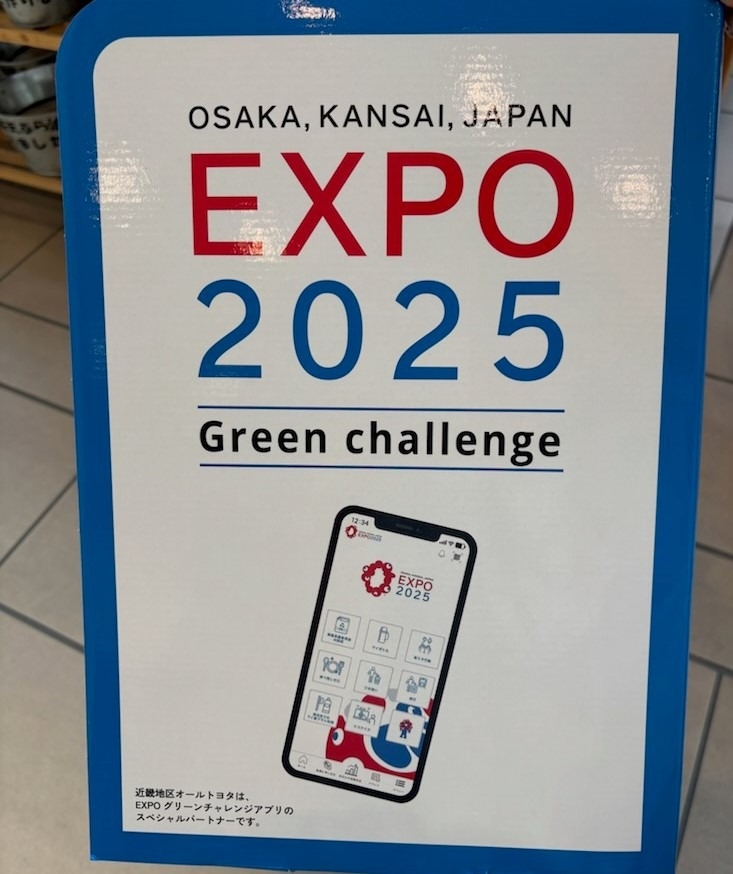 OSAKA, KANSAI, JAPAN
EXPO
2025
Green challenge
12:34
EXPO
2025
近畿地区オールトヨタは、
EXPO グリーンチャレンジアプリの
スペシャルパートナーです。